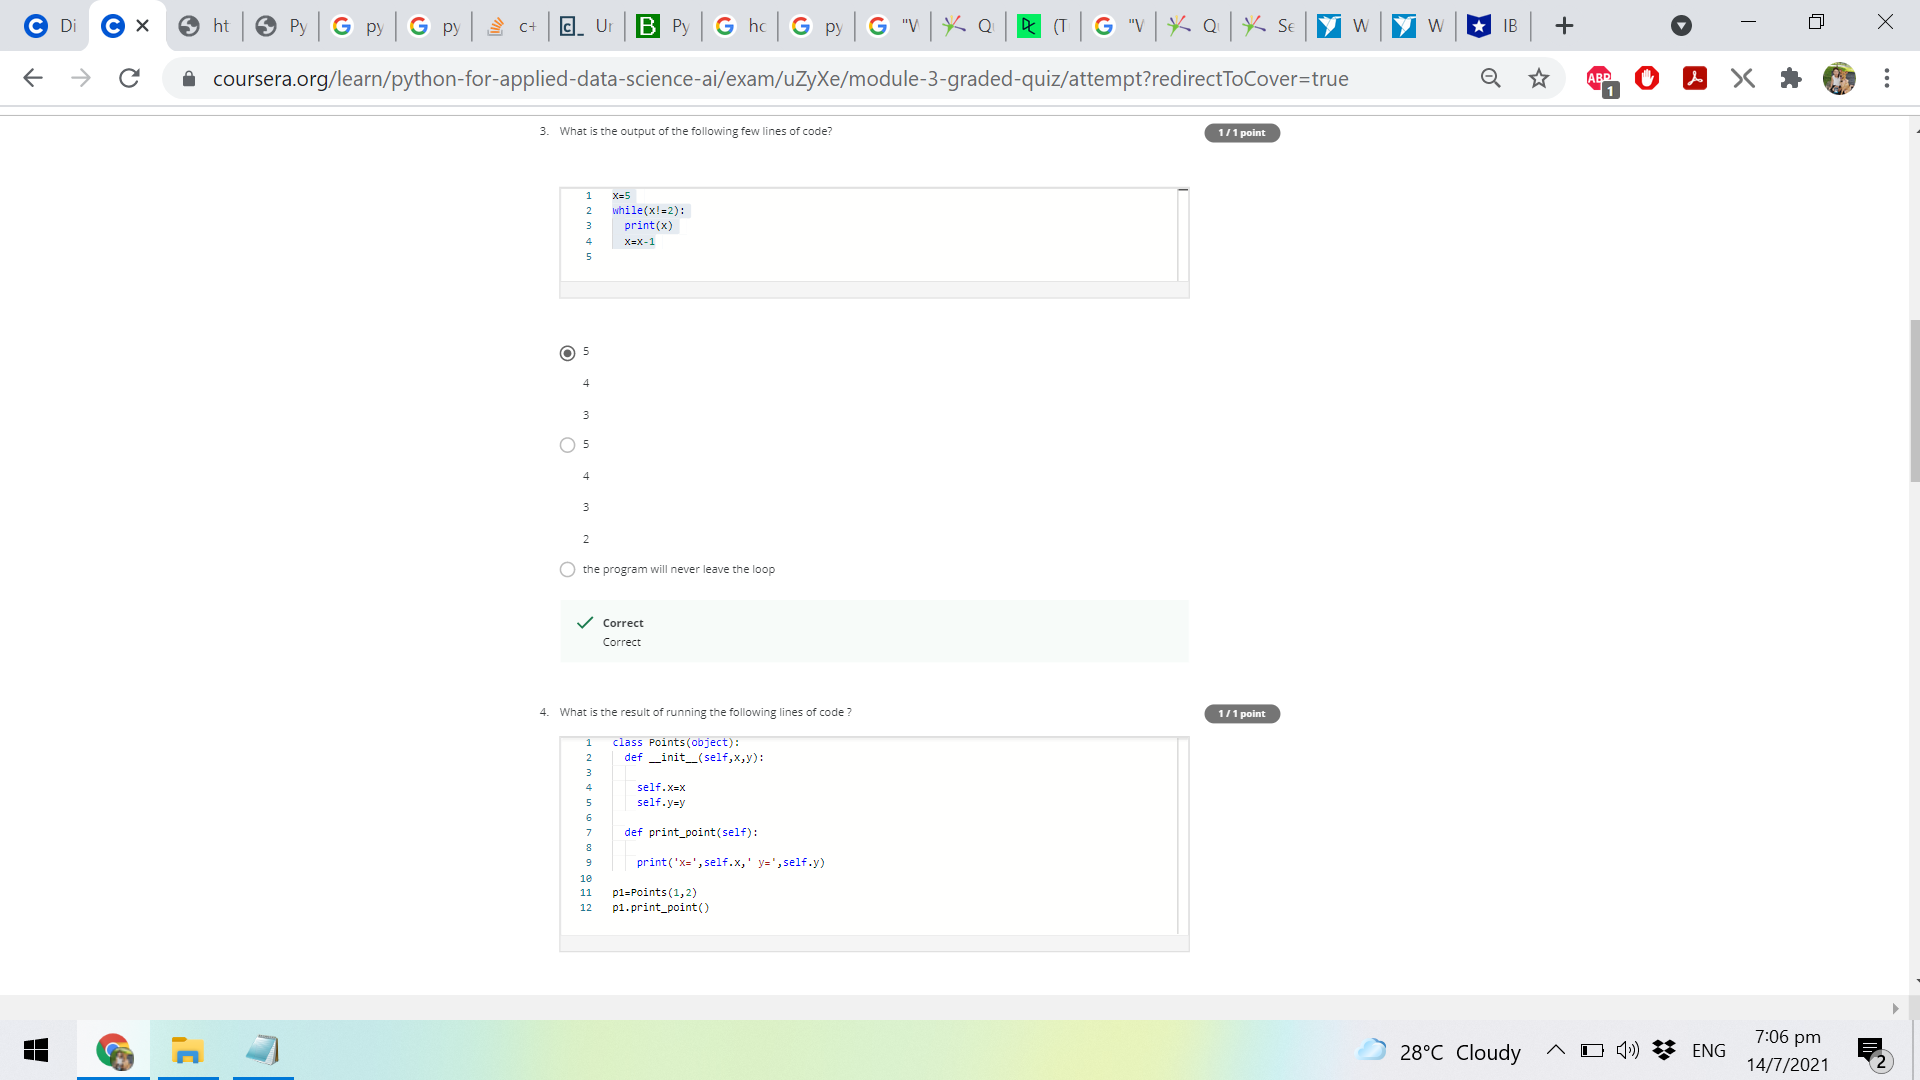 Di
ht
Py
py
py
c+
Ur
Py
hc
py
"W
Q
(T
"V
Q
Se
W
W
IB
coursera.org/learn/python-for-applied-data-science-ai/exam/uZyXe/module-3-graded-quiz/attempt?redirectToCover=true
ABP
1
3. What is the output of the following few lines of code?
1 / 1 point
1 x=5
2 while(x!=2):
3 print(x)
4 x=x-1
5
5
4
3
5
4
3
2
the program will never leave the loop
Correct
Correct
4. What is the result of running the following lines of code ?
1 / 1 point
1 class Points(object):
2 def __init__(self,x,y):
3
4 self.x=x
5 self.y=y
6
7 def print_point(self):
8
9 print('x=',self.x,' y=',self.y)
10
11 p1=Points(1,2)
12 p1.print_point()
28°C Cloudy
ENG
7:06 pm
14/7/2021
2